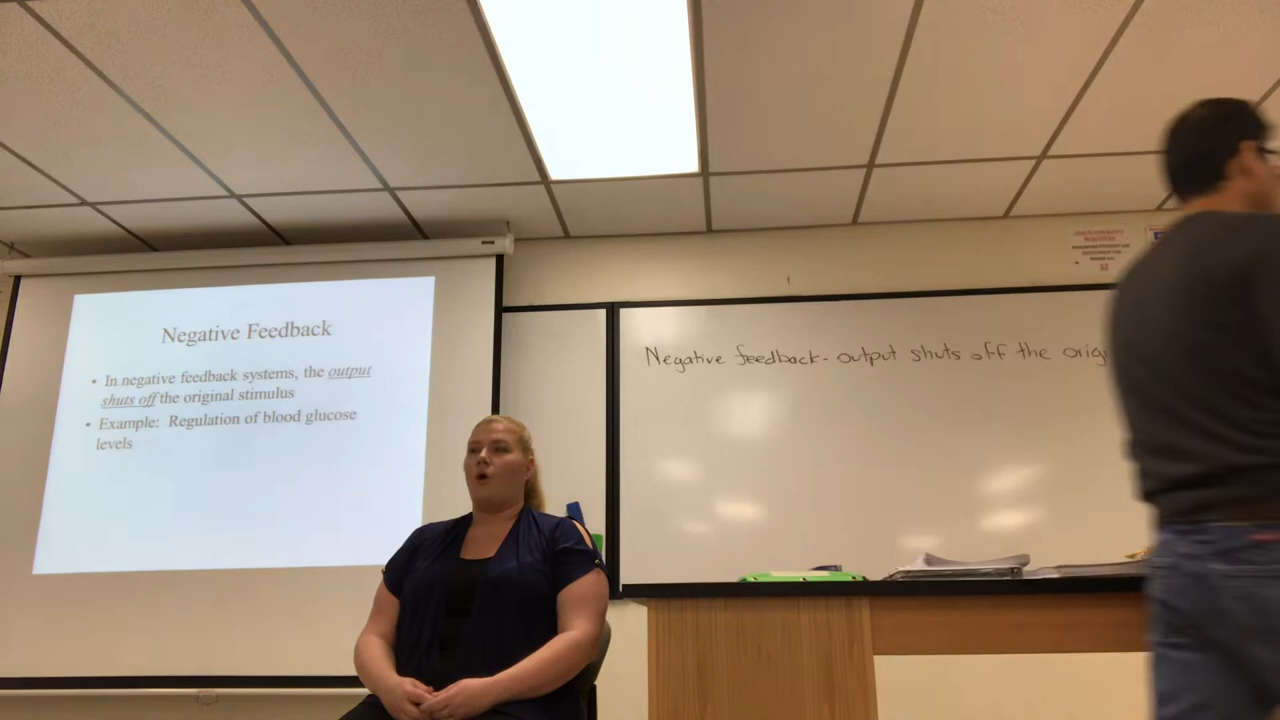 Negative Feedback
• In negative feedback systems, the output
shuts off the original stimulus
• Example: Regulation of blood glucose
levels
Negative feedback- output shuts off the orig